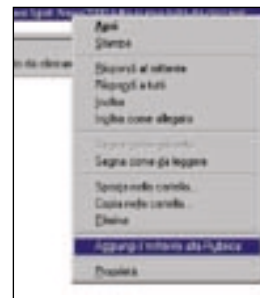 Apri
Stampa
Rispondi al mittente
Rispondi a tutti
Inoltra
Inoltra come allegato
Segna come da leggere
Sposta nella cartella...
Copia nella cartella...
Elimina
Aggiungi il mittente alla Rubrica
Proprietà